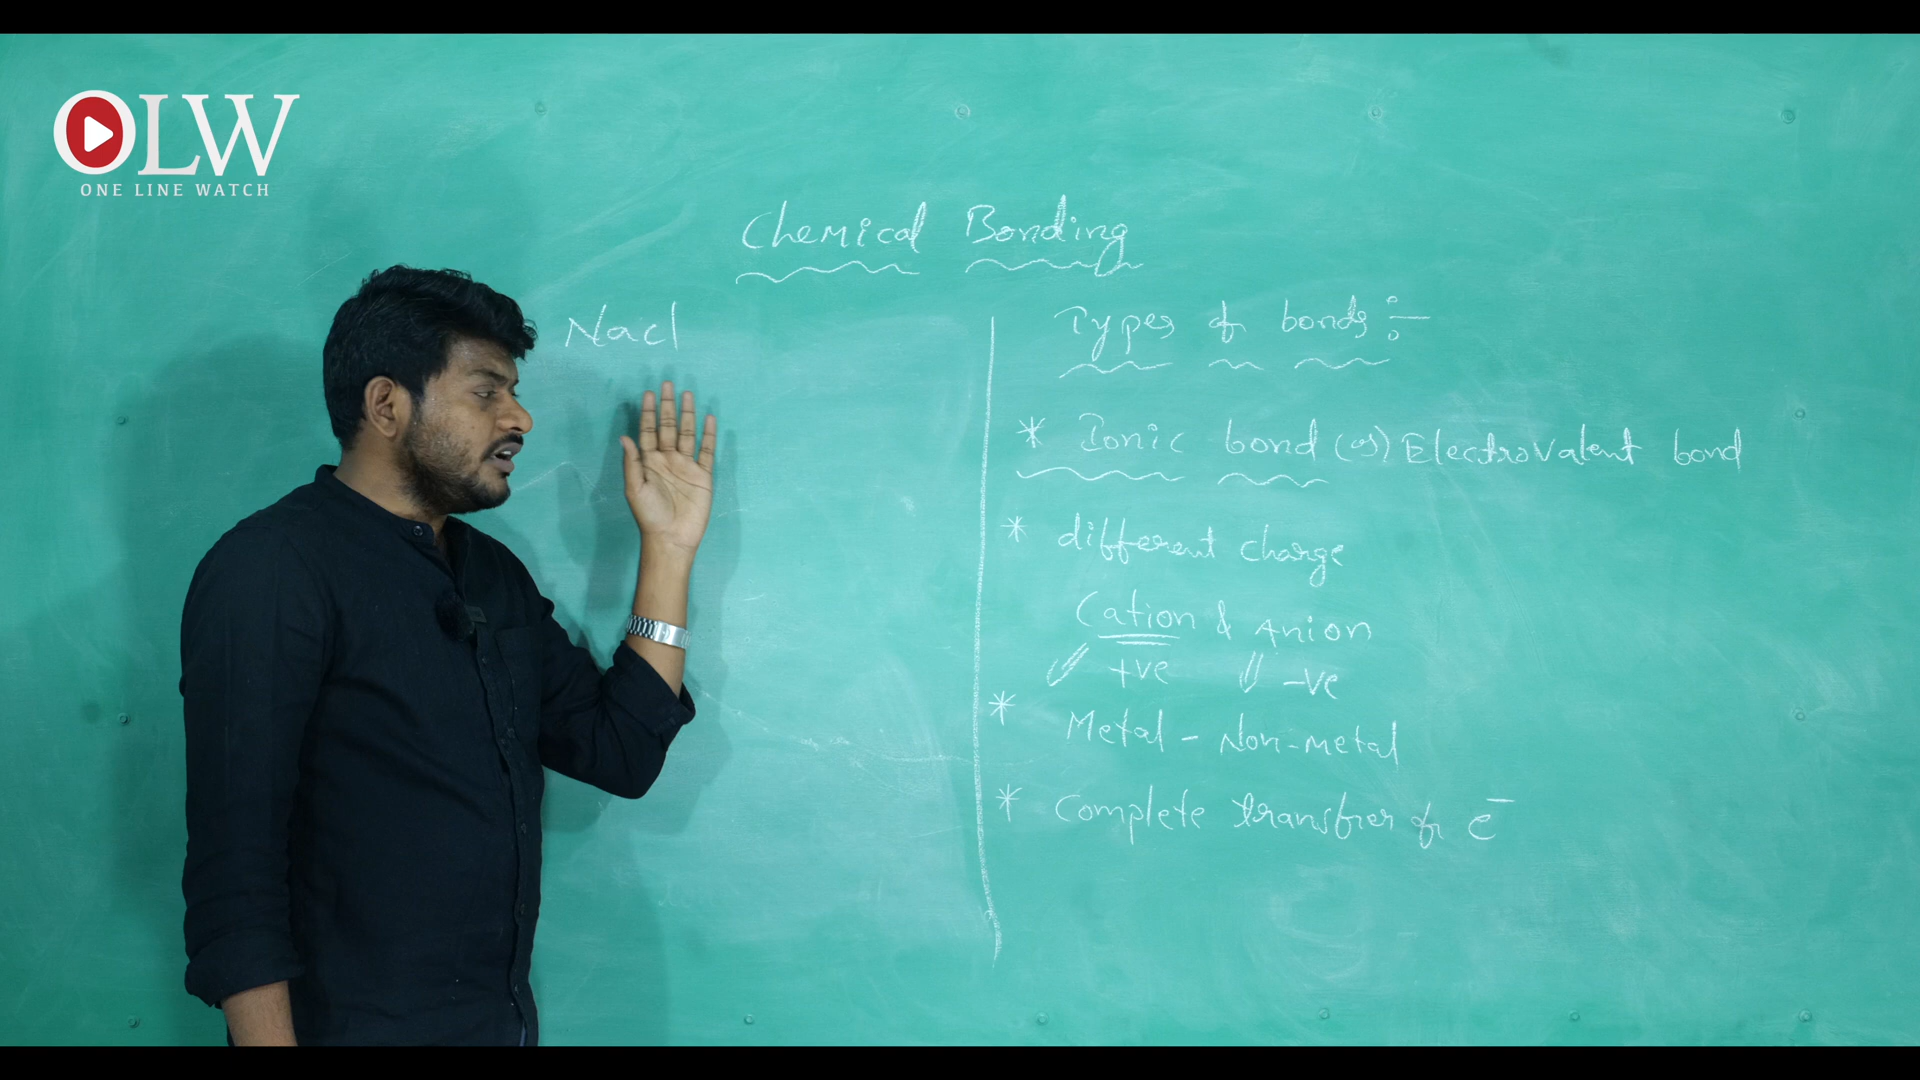 OLW
ONE LINE WATCH
Chemical Bonding
Nacl
Types of bonds :-
* Ionic bond (or) Electrovalent bond
* different charge
Cation & Anion
+ve -ve
* Metal - Non-metal
* Complete transfer of e⁻